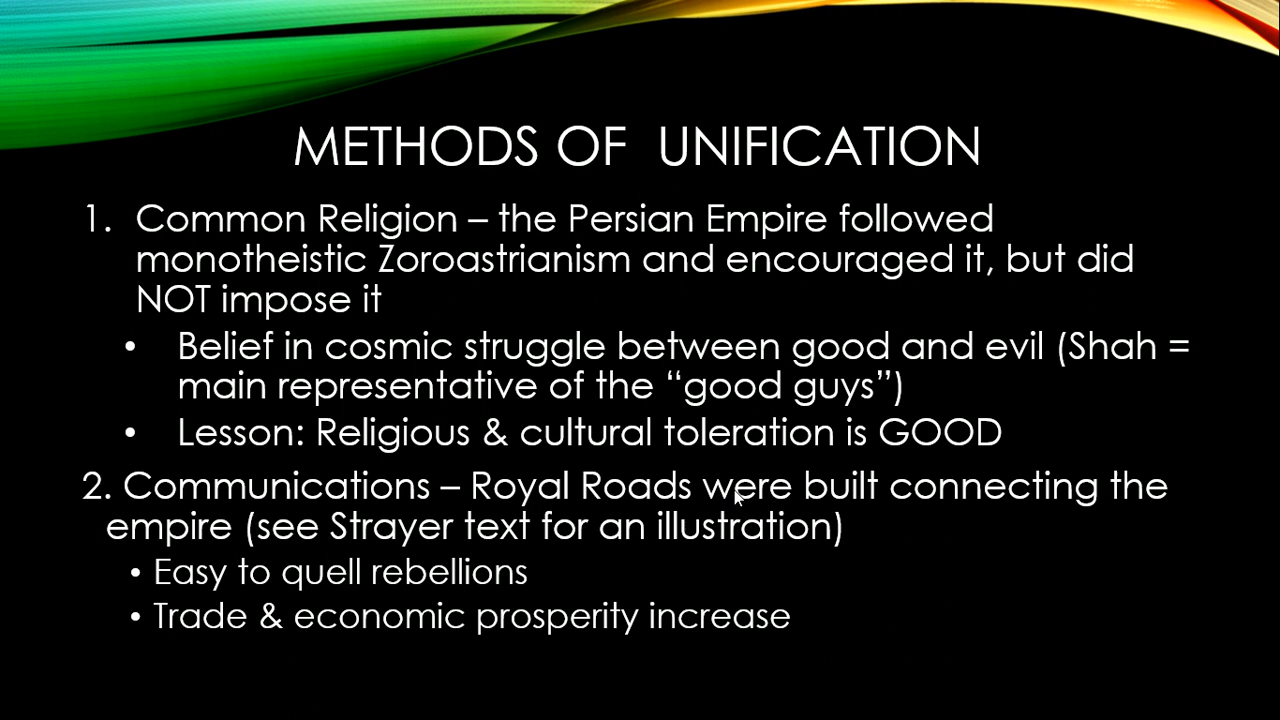 METHODS OF  UNIFICATION
1. Common Religion – the Persian Empire followed
monotheistic Zoroastrianism and encouraged it, but did
NOT impose it
• Belief in cosmic struggle between good and evil (Shah =
main representative of the “good guys”)
• Lesson: Religious & cultural toleration is GOOD
2. Communications – Royal Roads were built connecting the
empire (see Strayer text for an illustration)
• Easy to quell rebellions
• Trade & economic prosperity increase